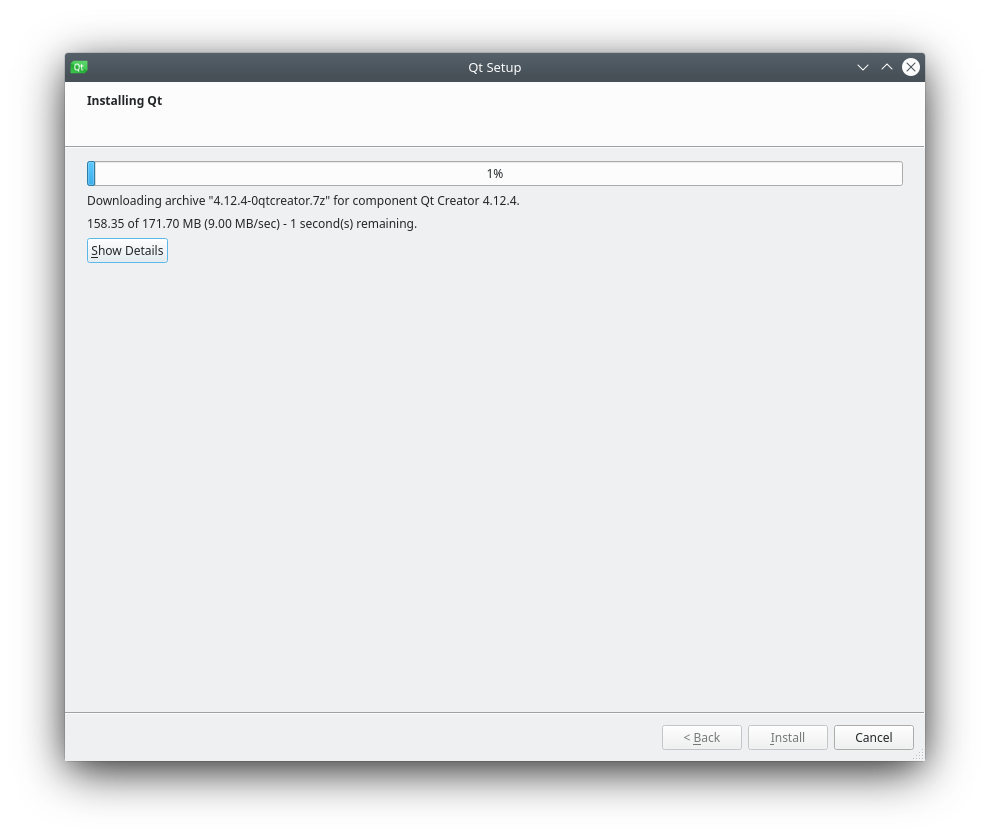 Qt
Qt Setup
Installing Qt
1%
Downloading archive "4.12.4-0qtcreator.7z" for component Qt Creator 4.12.4.
158.35 of 171.70 MB (9.00 MB/sec) - 1 second(s) remaining.
Show Details
< Back
Install
Cancel